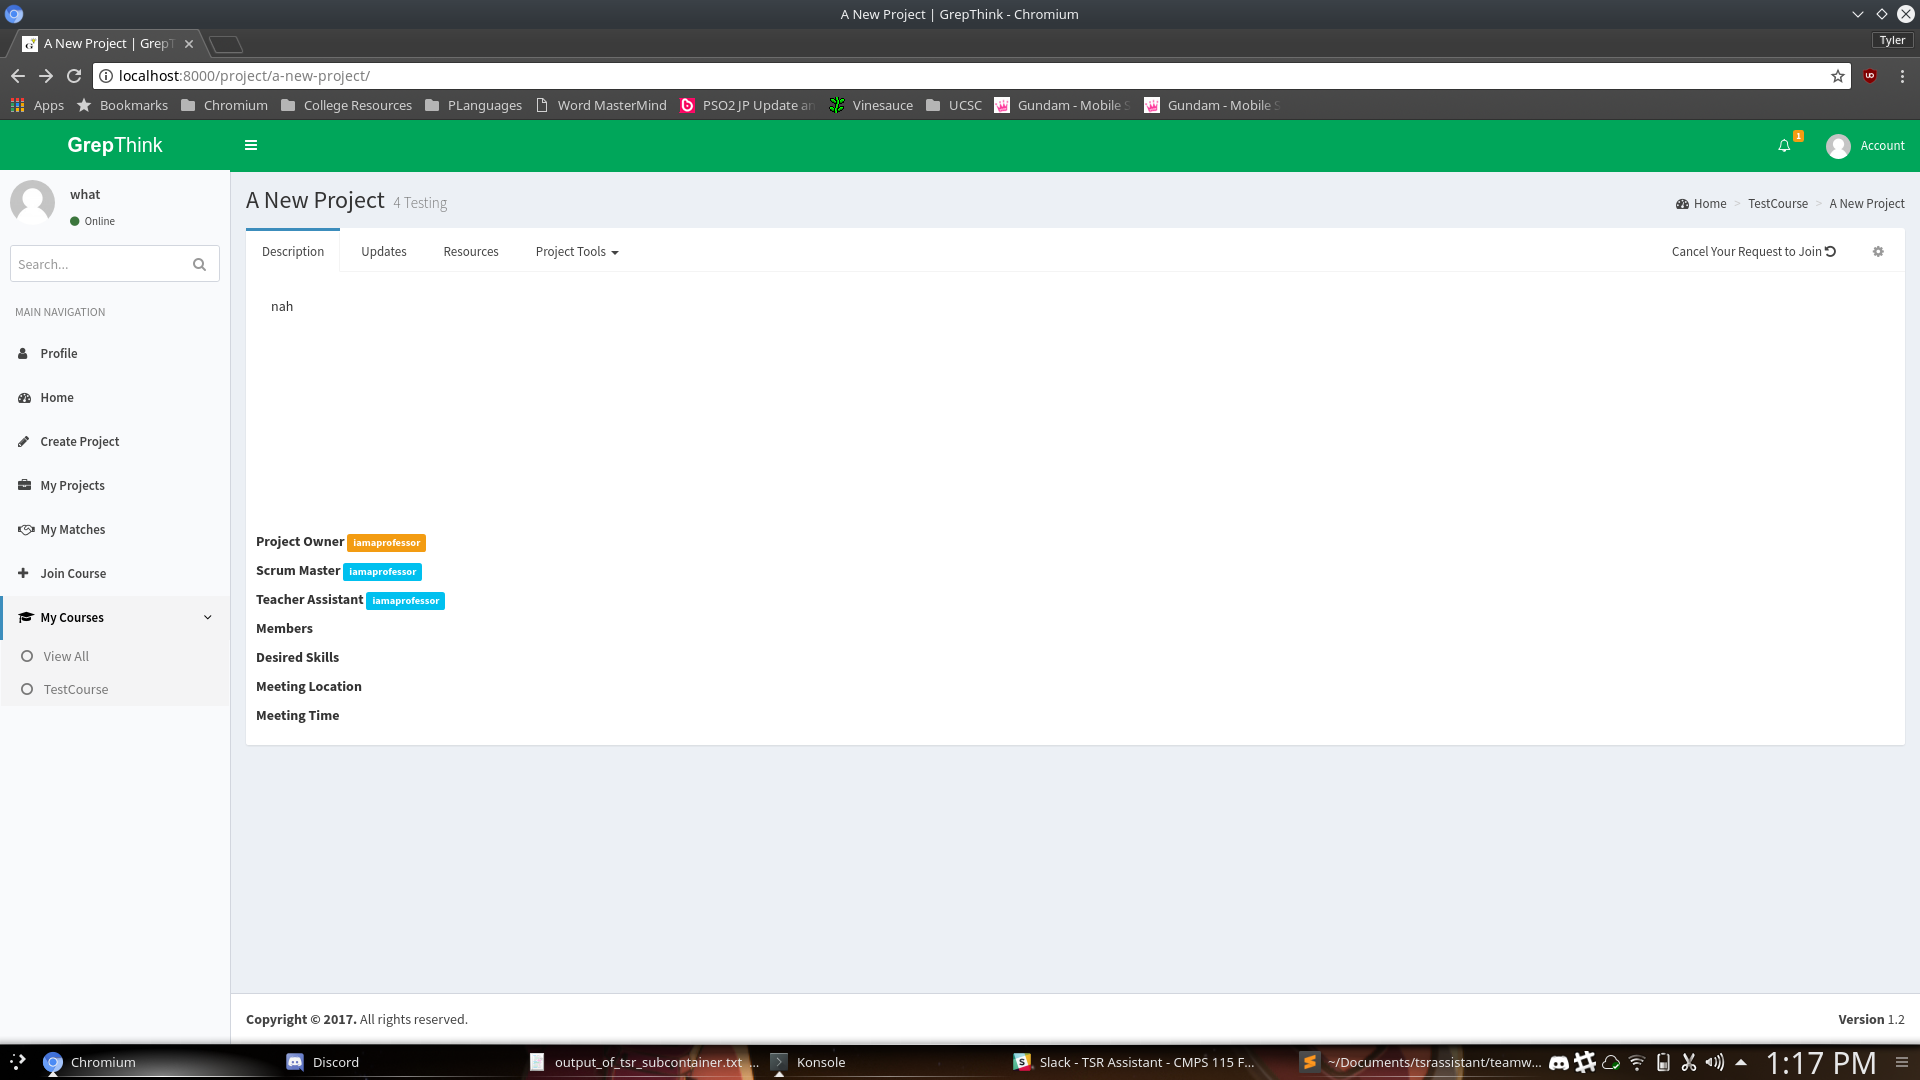 A New Project | GrepThink - Chromium
A New Project | GrepT
Tyler
localhost:8000/project/a-new-project/
Apps Bookmarks Chromium College Resources PLanguages Word MasterMind PSO2 JP Update an Vinesauce UCSC Gundam - Mobile S Gundam - Mobile S
GrepThink
1
Account
what
Online
Search...
MAIN NAVIGATION
Profile
Home
Create Project
My Projects
My Matches
Join Course
My Courses
View All
TestCourse
A New Project 4 Testing
Home > TestCourse > A New Project
Description Updates Resources Project Tools Cancel Your Request to Join
nah
Project Owner iamaprofessor
Scrum Master iamaprofessor
Teacher Assistant iamaprofessor
Members
Desired Skills
Meeting Location
Meeting Time
Copyright © 2017. All rights reserved.
Version 1.2
Chromium Discord output_of_tsr_subcontainer.txt ... Konsole Slack - TSR Assistant - CMPS 115 F... ~/Documents/tsrassistant/teamw... 1:17 PM